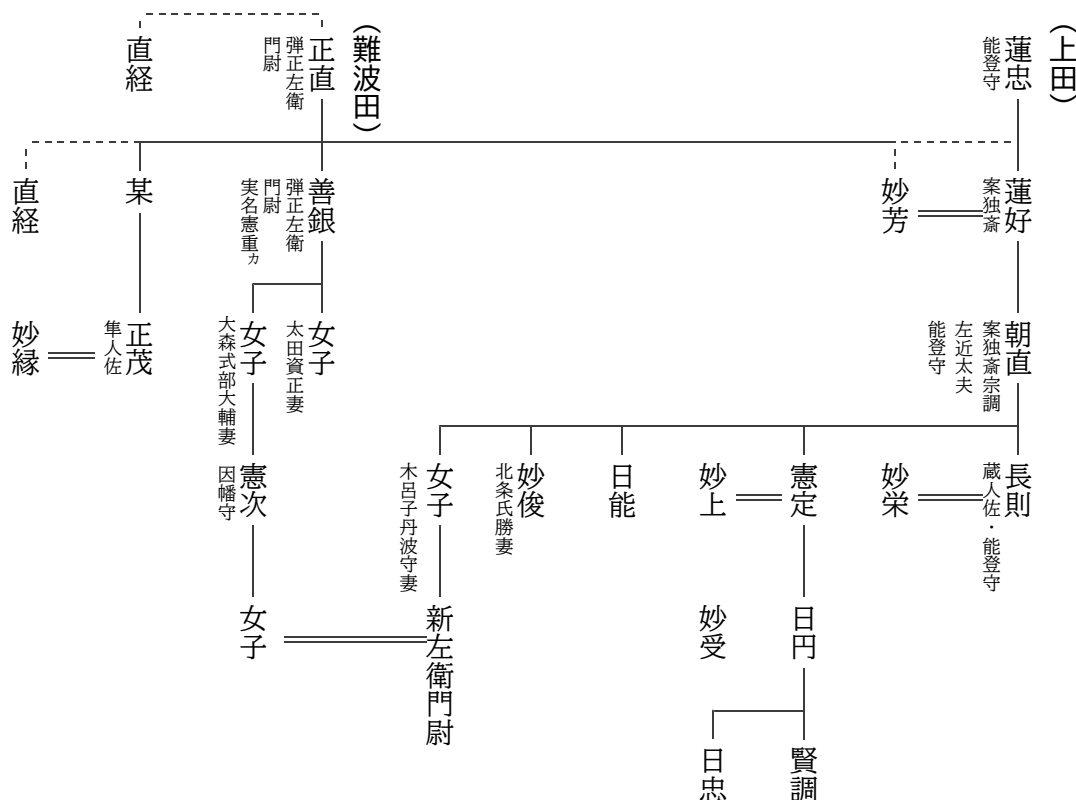 （上田）
蓮忠
能登守
（難波田）
正直
弾正左衛
門尉
直経
蓮好
案独斎
妙芳
善銀
弾正左衛
門尉
実名憲重ヵ
某
直経
朝直
案独斎宗調
左近太夫
能登守
女子
太田資正妻
女子
大森式部大輔妻
正茂
隼人佐
妙縁
長則
蔵人佐・能登守
妙栄
憲定
妙上
日能
妙俊
北条氏勝妻
女子
木呂子丹波守妻
憲次
因幡守
日円
妙受
新左衛門尉
女子
賢調
日忠